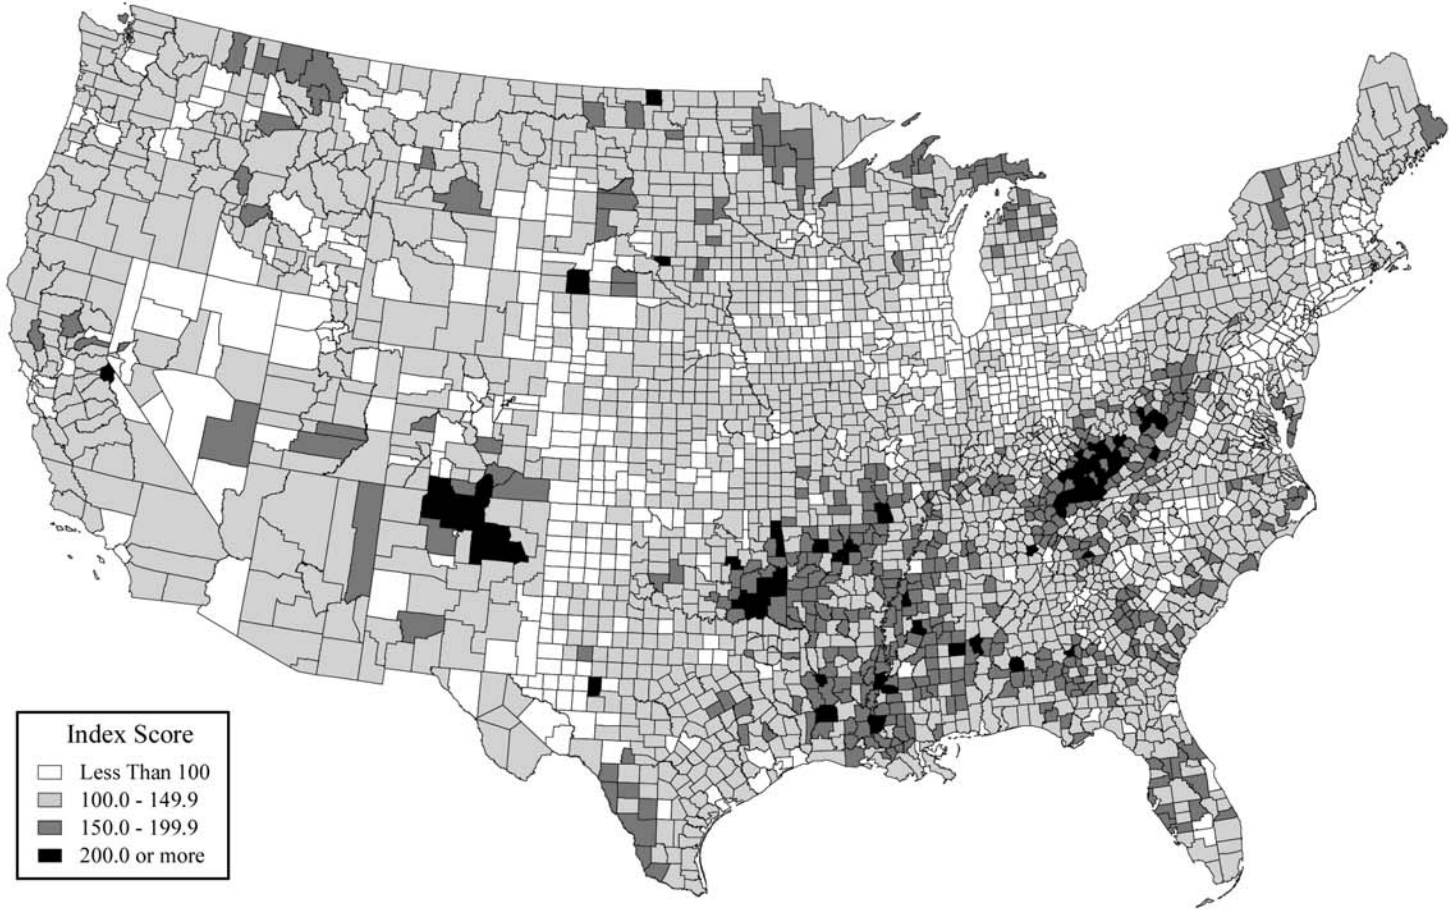 Index Score
Less Than 100
100.0 - 149.9
150.0 - 199.9
200.0 or more